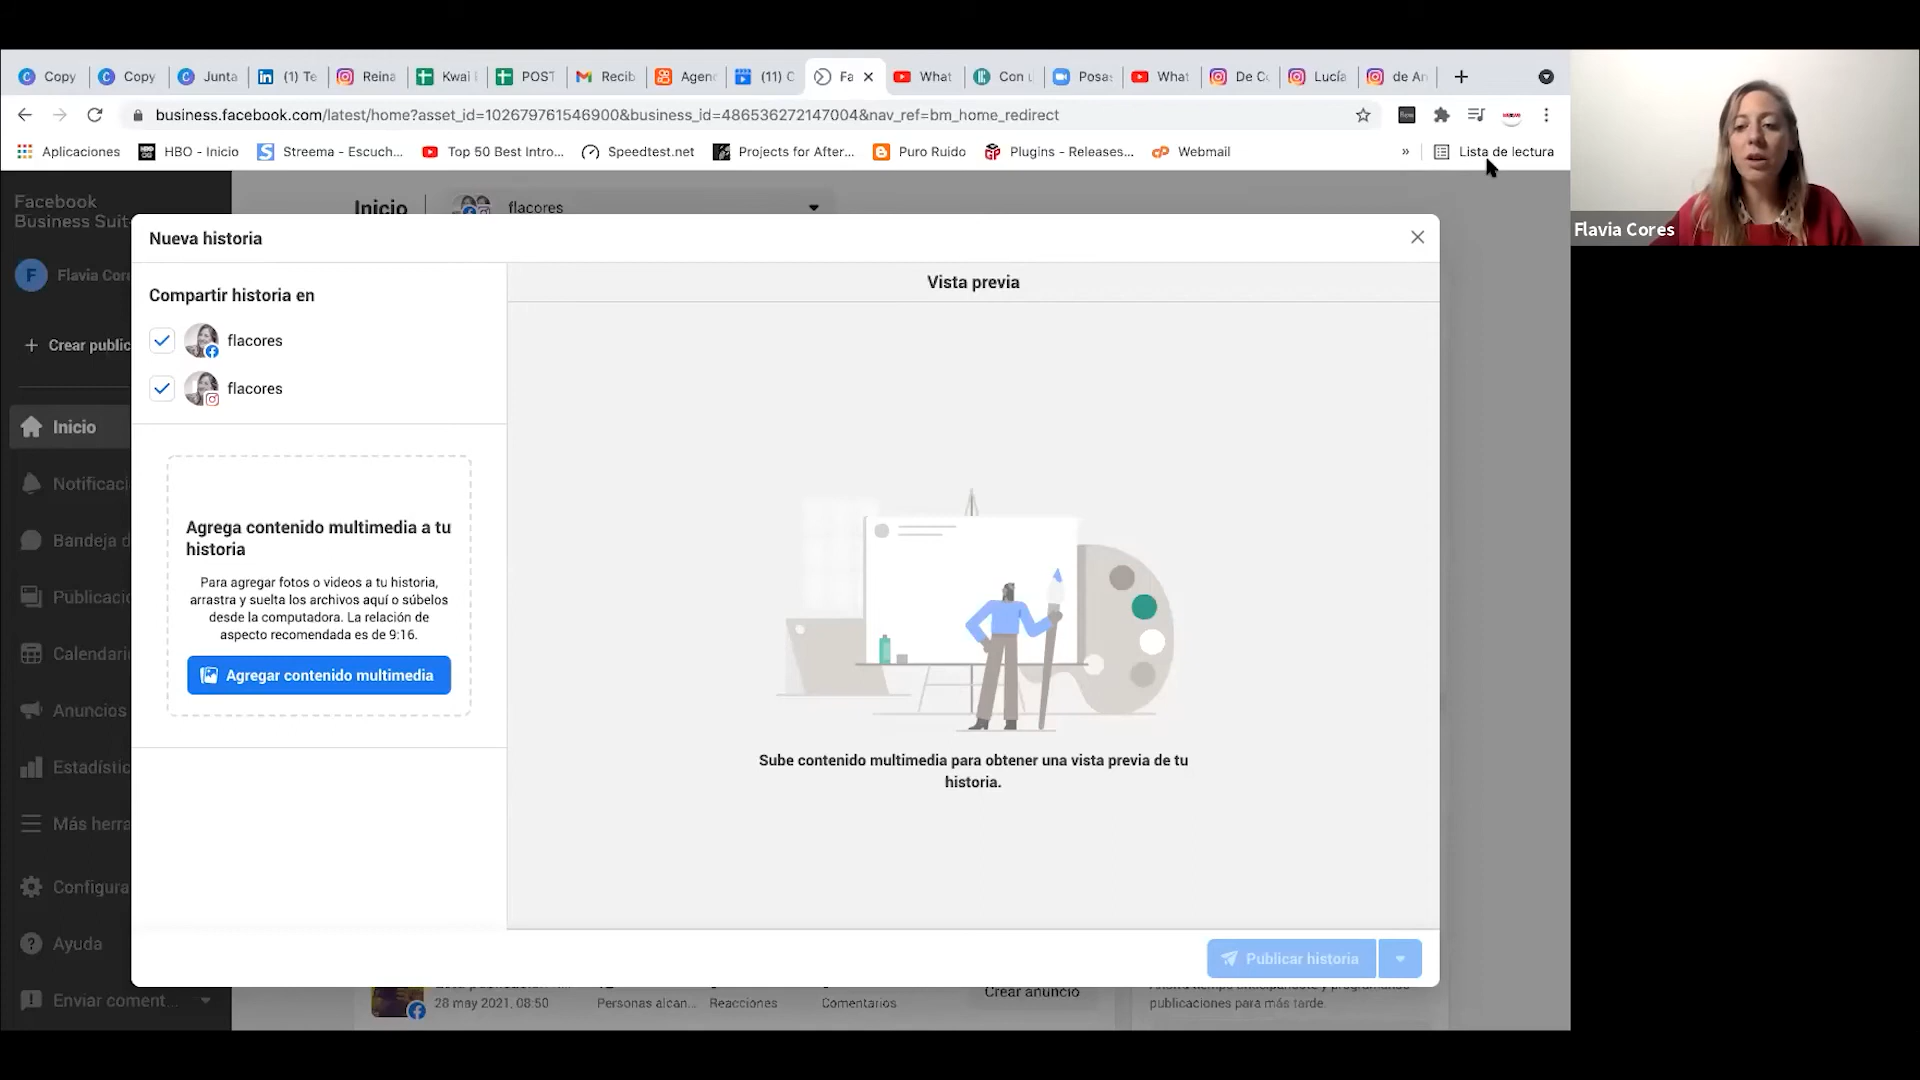 Copy
Copy
Junta
(1) Te
Reina
Kwai
POST
Recib
Agen
(11) C
Fa
What
Con u
Posa
What
De C
Lucía
de An
business.facebook.com/latest/home?asset_id=102679761546900&business_id=486536272147004&nav_ref=bm_home_redirect
Aplicaciones
HBO - Inicio
Streema - Escuch...
Top 50 Best Intro...
Speedtest.net
Projects for After...
Puro Ruido
Plugins - Releases...
Webmail
»
Lista de lectura
Flavia Cores
Facebook
Business Suit
Inicio
flacores
F
Flavia Cor
+ Crear public
Inicio
Notificaci
Bandeja d
Publicacio
Calendari
Anuncios
Estadístic
Más herra
Configura
Ayuda
Enviar coment...
Nueva historia
Compartir historia en
flacores
flacores
Agrega contenido multimedia a tu
historia
Para agregar fotos o videos a tu historia,
arrastra y suelta los archivos aquí o súbelos
desde la computadora. La relación de
aspecto recomendada es de 9:16.
Agregar contenido multimedia
Vista previa
Sube contenido multimedia para obtener una vista previa de tu
historia.
Publicar historia
28 may 2021, 08:50
Personas alcan...
Reacciones
Comentarios
Crear anuncio
publicaciones para más tarde.